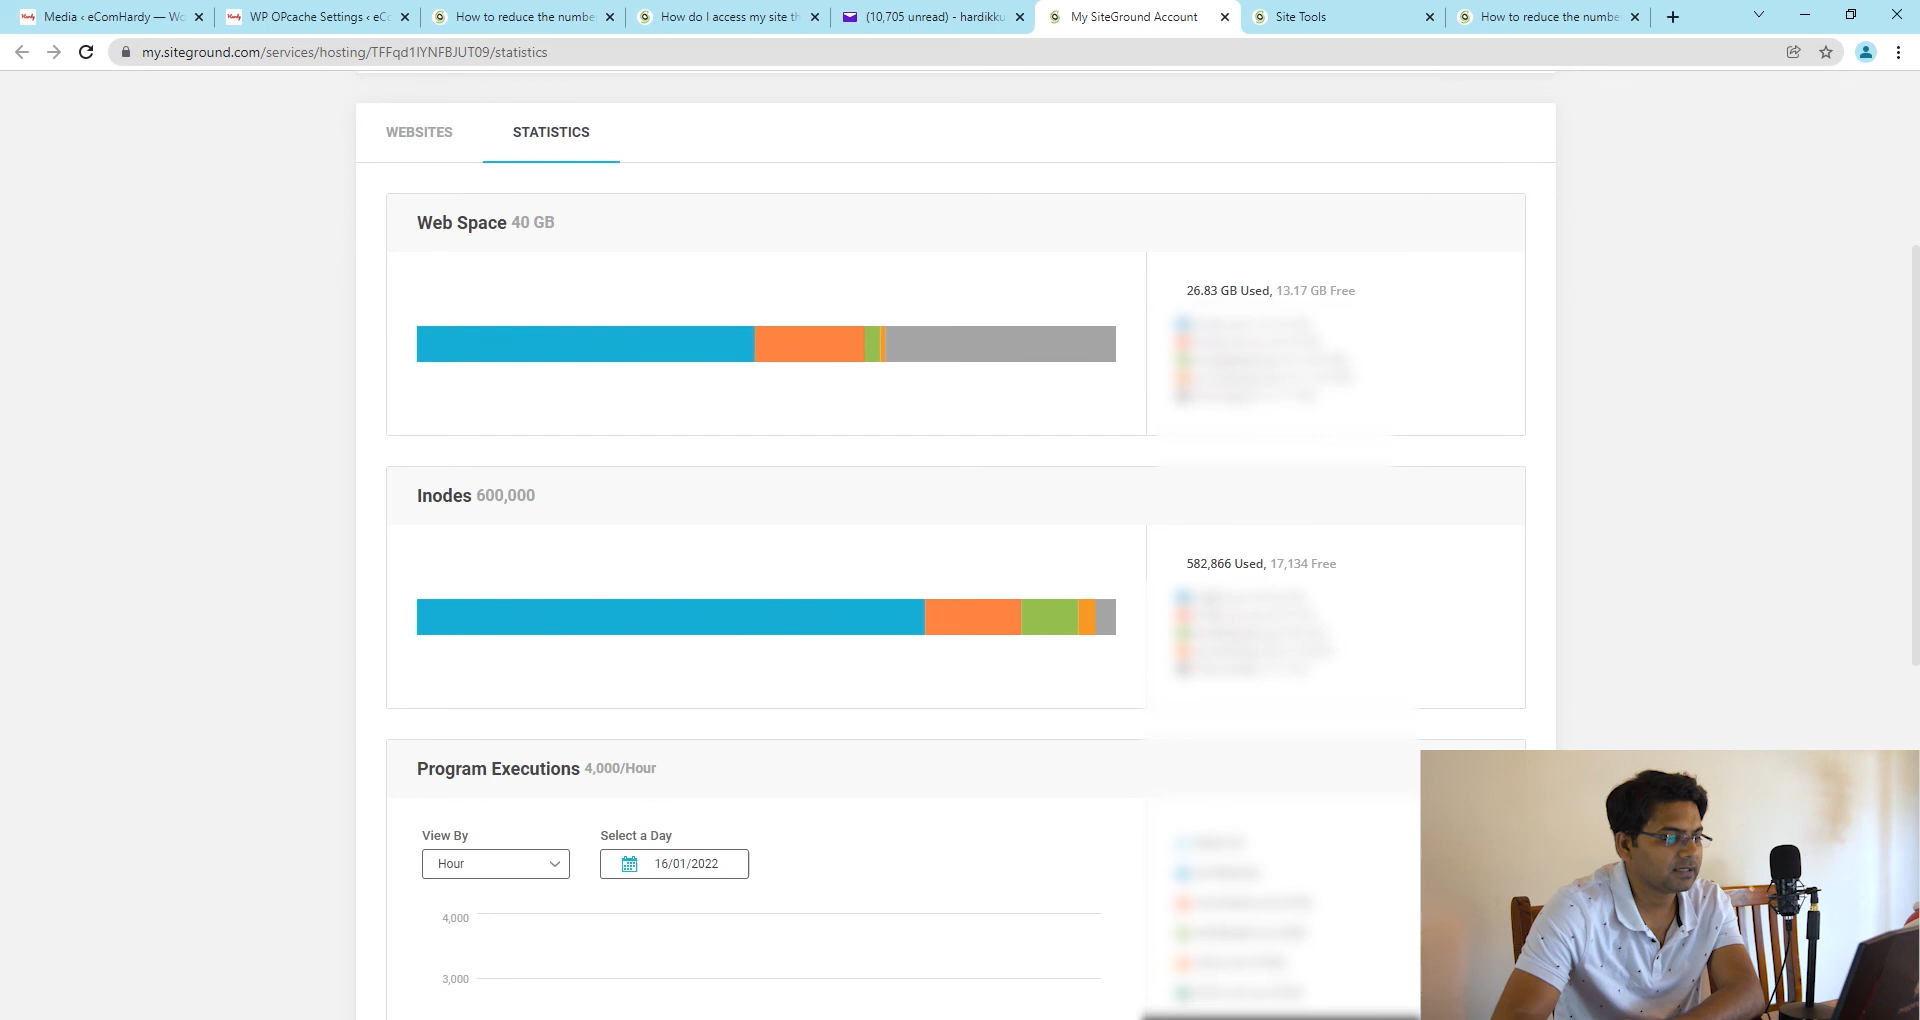 Media ‹ eComHardy — Wo
WP OPcache Settings ‹ eCo
How to reduce the numbe
How do I access my site th
(10,705 unread) - hardikku
My SiteGround Account
Site Tools
How to reduce the numbe
my.siteground.com/services/hosting/TFFqd1lYNFBJUT09/statistics
WEBSITES
STATISTICS
Web Space 40 GB
26.83 GB Used, 13.17 GB Free
Inodes 600,000
582,866 Used, 17,134 Free
Program Executions 4,000/Hour
View By
Select a Day
Hour
16/01/2022
4,000
3,000